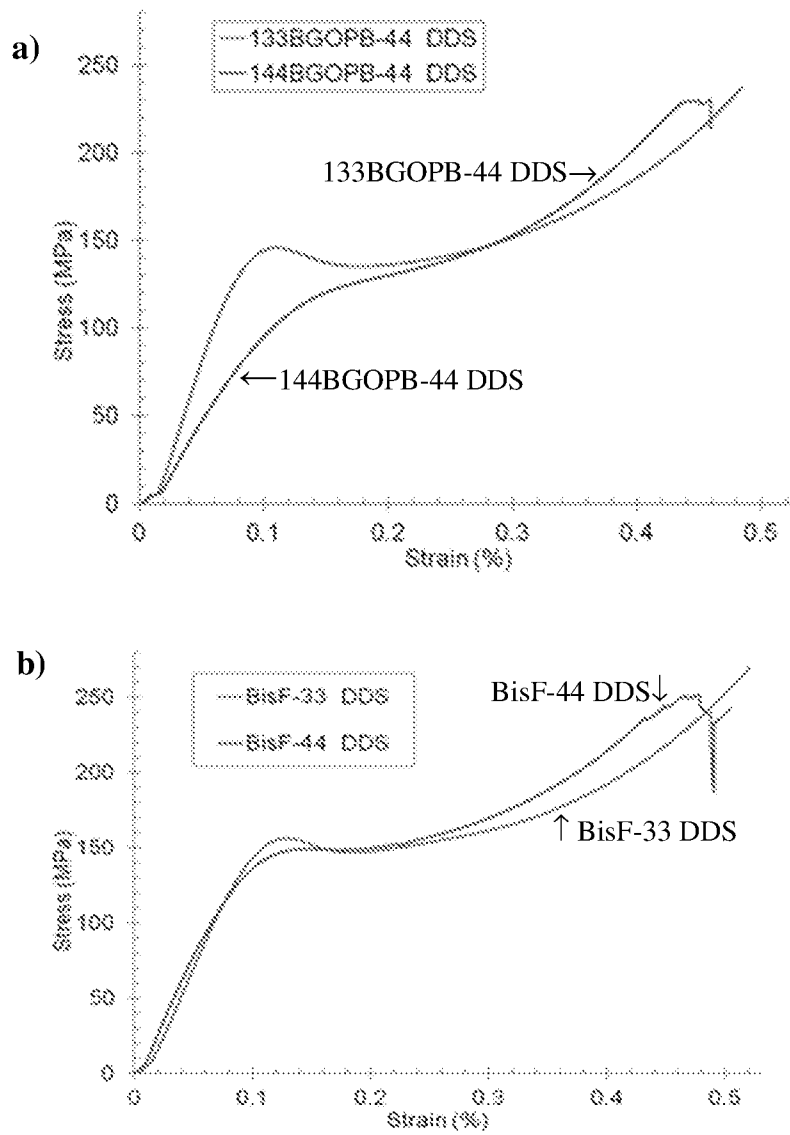 a)
133BGOPB-44 DDS
144BGOPB-44 DDS
250
200
150
100
50
0
Stress (MPa)
133BGOPB-44 DDS→
←144BGOPB-44 DDS
0 0.1 0.2 0.3 0.4 0.5
Strain (%)
b)
BisF-33 DDS
BisF-44 DDS
250
200
150
100
50
0
Stress (MPa)
BisF-44 DDS↓
↑ BisF-33 DDS
0 0.1 0.2 0.3 0.4 0.5
Strain (%)